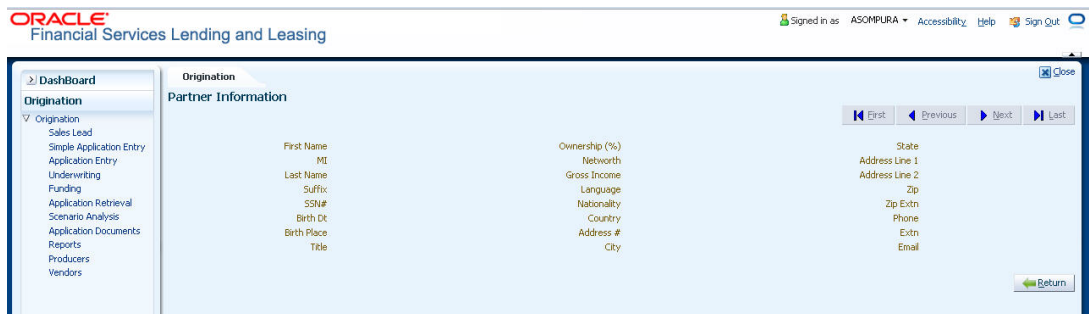 ORACLE®
Financial Services Lending and Leasing
Signed in as ASOMPURA Accessibility Help Sign Out
Close
DashBoard
Origination
Origination
Sales Lead
Simple Application Entry
Application Entry
Underwriting
Funding
Application Retrieval
Scenario Analysis
Application Documents
Reports
Producers
Vendors
Origination
Partner Information
First Previous Next Last
First Name Ownership (%) State
MI Networth Address Line 1
Last Name Gross Income Address Line 2
Suffix Language Zip
SSN# Nationality Zip Extn
Birth Dt Country Phone
Birth Place Address # Extn
Title City Email
Return